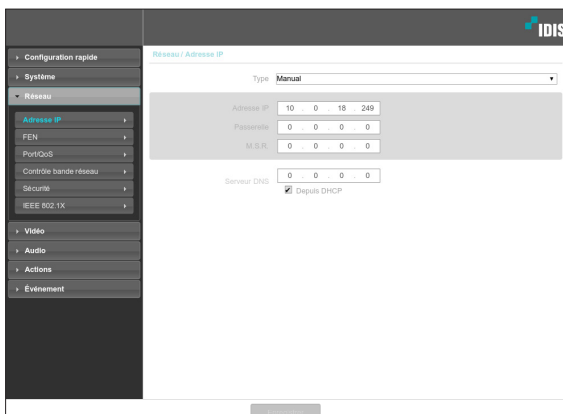 IDIS
Configuration rapide
Système
Réseau
Adresse IP
FEN
Port/QoS
Contrôle bande réseau
Sécurité
IEEE 802.1X
Vidéo
Audio
Actions
Événement
Réseau / Adresse IP
Type Manual
Adresse IP 10 . 0 . 18 . 249
Passerelle 0 . 0 . 0 . 0
M.S.R. 0 . 0 . 0 . 0
Serveur DNS 0 . 0 . 0 . 0
Depuis DHCP